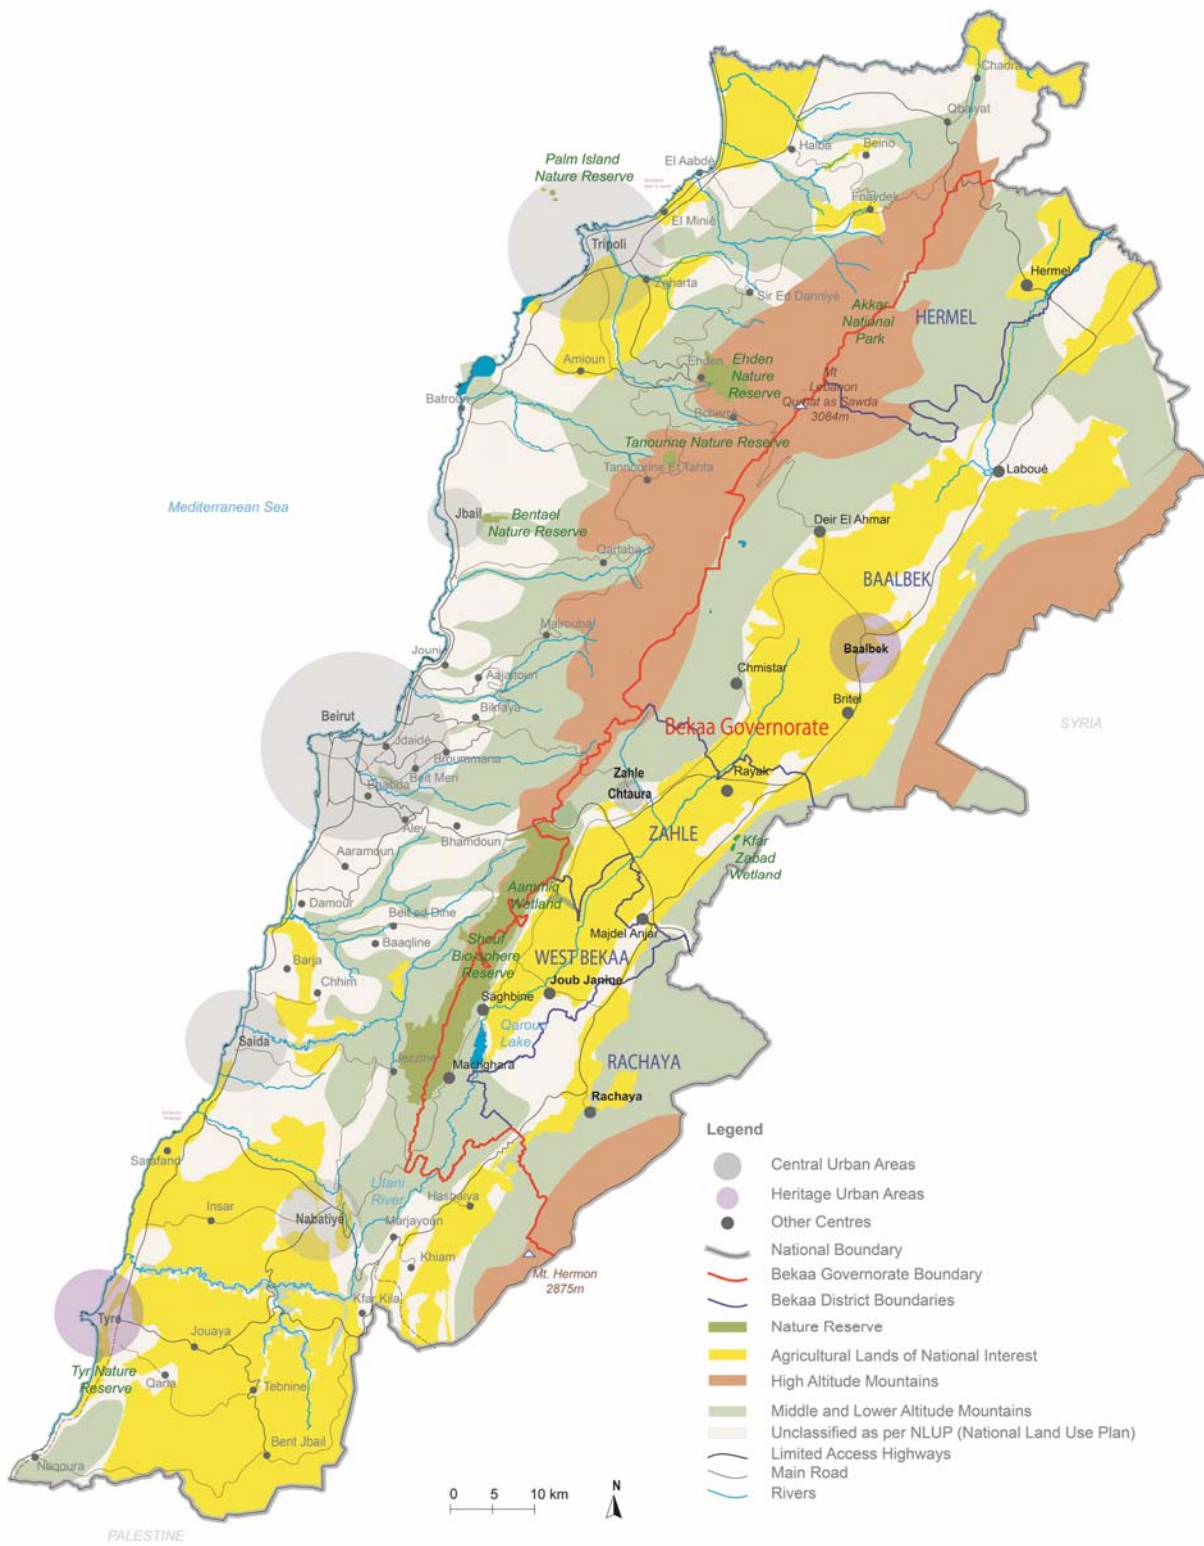 Chadra
Qbaiyat
Halba
Beino
Palm Island
Nature Reserve
El Aabdé
Fnaydek
El Minié
Tripoli
Zgharta
Sir Ed Danniyé
Hermel
HERMEL
Akkar
National
Park
Amioun
Ehden
Ehden
Nature
Reserve
Mt
Lebanon
Qurnat as Sawda
3084m
Batroun
Bcharré
Tanourine Nature Reserve
Tannourine Et Tahta
Laboué
Mediterranean Sea
Jbail
Bentael
Nature Reserve
Deir El Ahmar
Qartaba
BAALBEK
Mairouba
Baalbek
Jounie
Aajaltoun
Chmistar
Britel
Bikfaya
Beirut
Bekaa Governorate
SYRIA
Jdaidé
Broummana
Beit Meri
Baabda
Zahle
Chtaura
Rayak
Aley
Bhamdoun
ZAHLE
Kfar
Zabad
Wetland
Aaramoun
Aammiq
Wetland
Damour
Beit ed Dine
Baaqline
Majdel Anjar
Shouf
Bio-sphere
Reserve
WEST BEKAA
Barja
Chhim
Joub Janine
Saghbine
Qaroun
Lake
Saida
Jezzine
Machghara
RACHAYA
Rachaya
Sarafand
Litani
River
Hasbaiya
Insar
Nabatiyé
Marjayoun
Khiam
Mt. Hermon
2875m
Kfar Kila
Tyre
Jouaya
Tyr Nature
Reserve
Qana
Tebnine
Bent Jbail
Naqoura
PALESTINE
0 5 10 km
N
Legend
Central Urban Areas
Heritage Urban Areas
Other Centres
National Boundary
Bekaa Governorate Boundary
Bekaa District Boundaries
Nature Reserve
Agricultural Lands of National Interest
High Altitude Mountains
Middle and Lower Altitude Mountains
Unclassified as per NLUP (National Land Use Plan)
Limited Access Highways
Main Road
Rivers